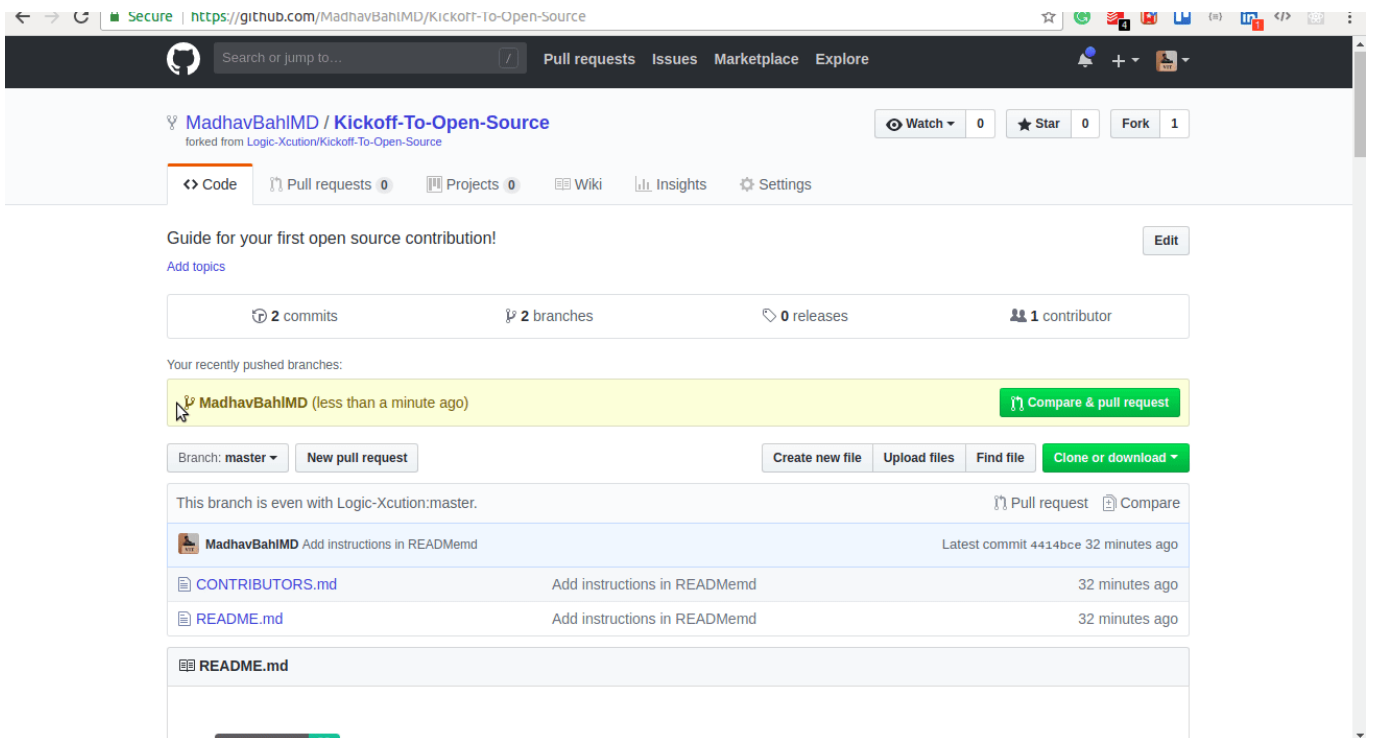 Secure | https://github.com/MadhavBahlMD/Kickoff-To-Open-Source
4
1
Search or jump to... / Pull requests Issues Marketplace Explore
MadhavBahlMD / Kickoff-To-Open-Source
Watch 0 Star 0 Fork 1
forked from Logic-Xcution/Kickoff-To-Open-Source
<> Code Pull requests 0 Projects 0 Wiki Insights Settings
Guide for your first open source contribution!
Edit
Add topics
2 commits 2 branches 0 releases 1 contributor
Your recently pushed branches:
MadhavBahlMD (less than a minute ago) Compare & pull request
Branch: master New pull request Create new file Upload files Find file Clone or download
This branch is even with Logic-Xcution:master. Pull request Compare
MadhavBahlMD Add instructions in READMemd Latest commit 4414bce 32 minutes ago
CONTRIBUTORS.md Add instructions in READMemd 32 minutes ago
README.md Add instructions in READMemd 32 minutes ago
README.md